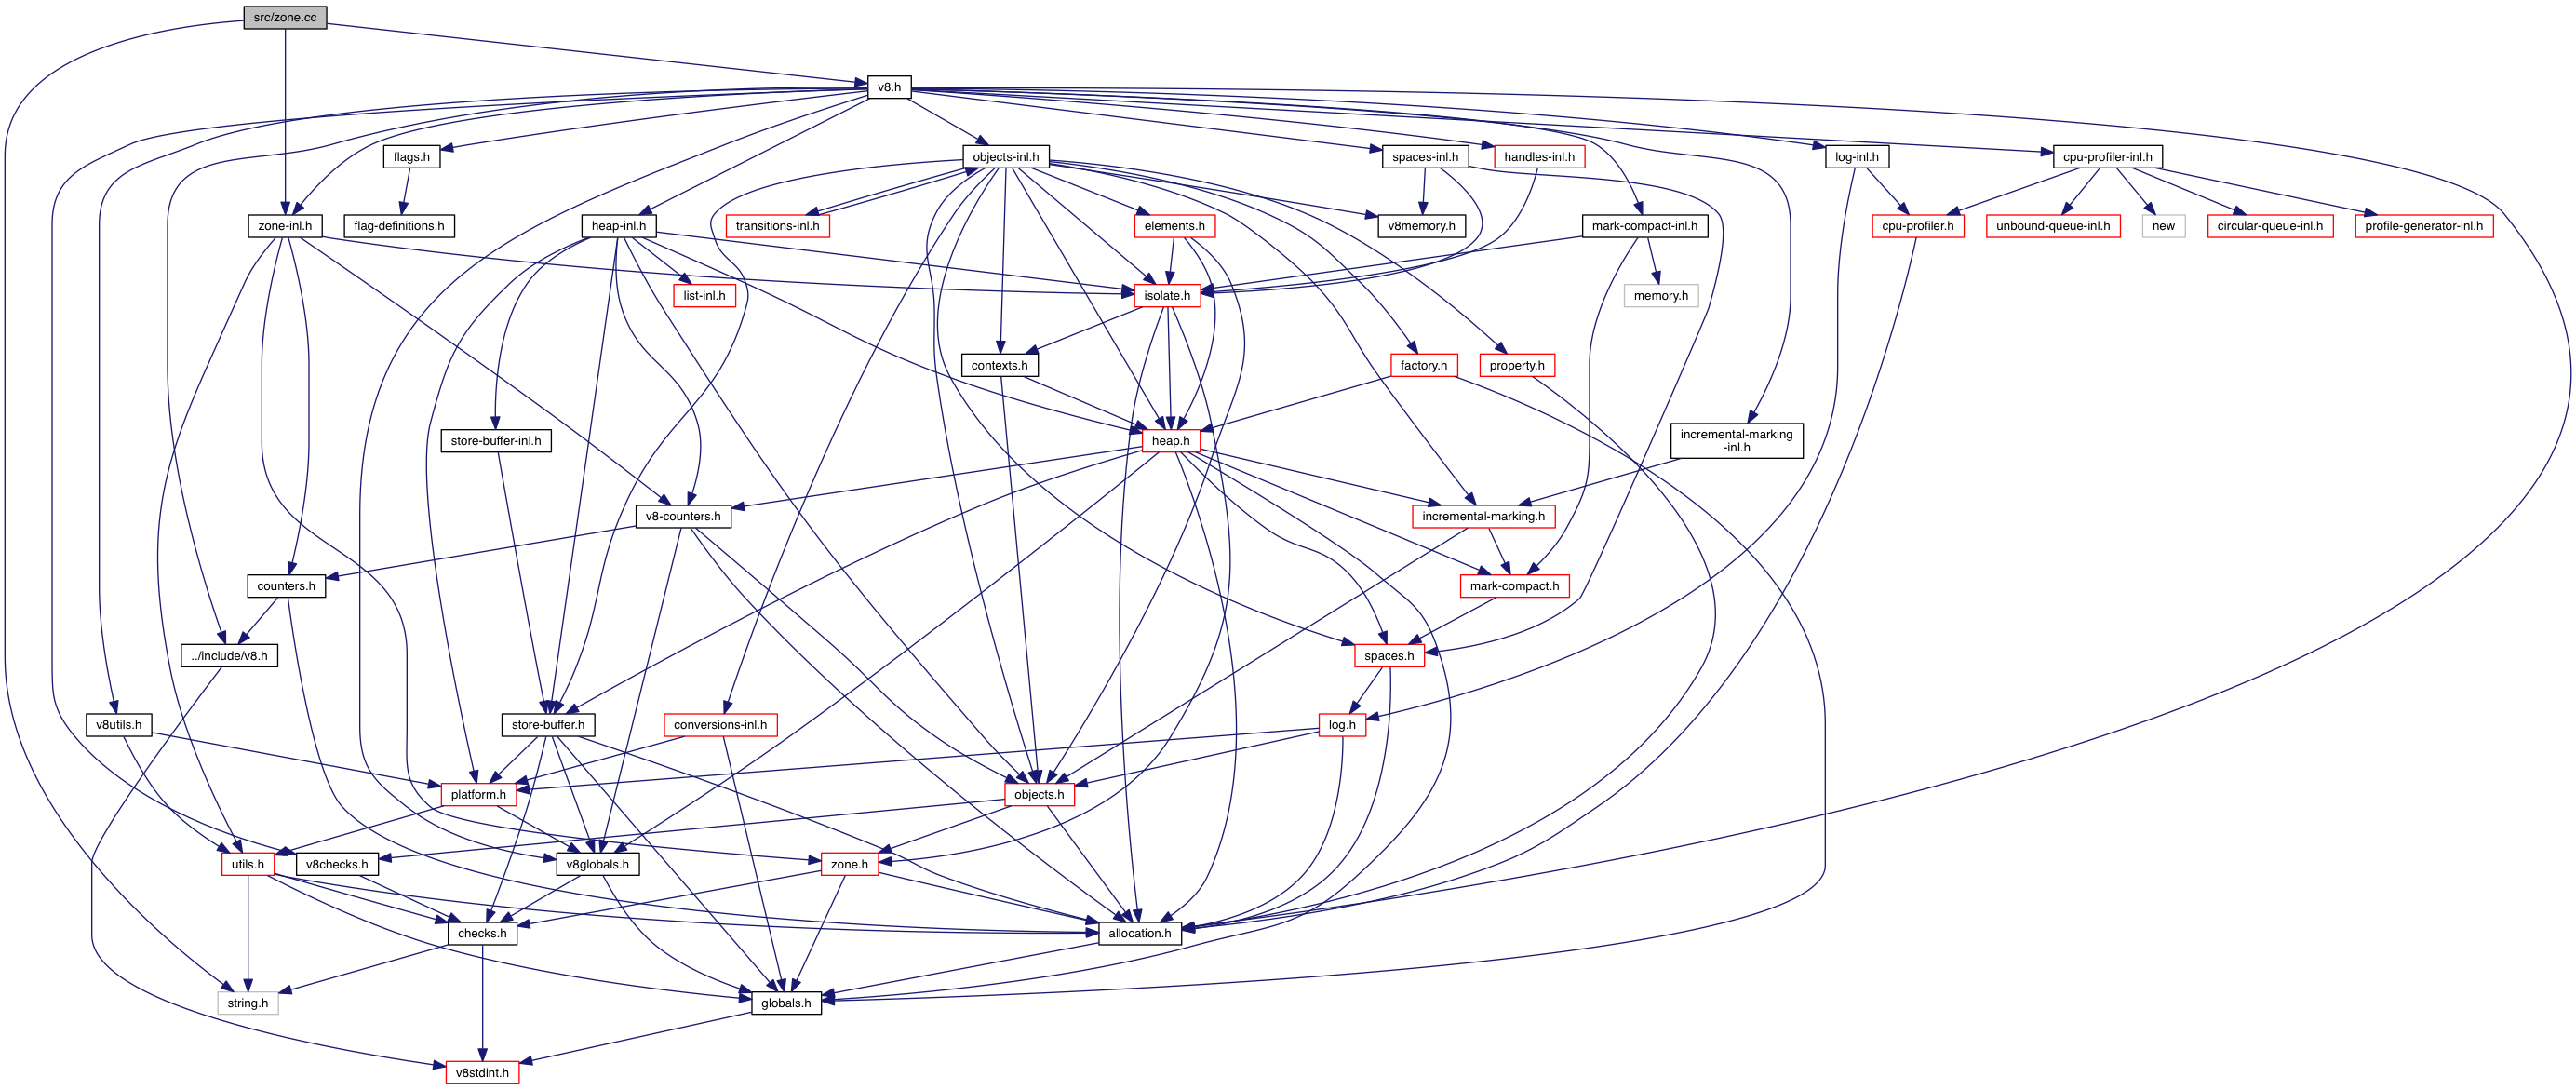 src/zone.cc
v8.h
flags.h
objects-inl.h
spaces-inl.h
handles-inl.h
log-inl.h
cpu-profiler-inl.h
zone-inl.h
flag-definitions.h
heap-inl.h
transitions-inl.h
elements.h
v8memory.h
mark-compact-inl.h
cpu-profiler.h
unbound-queue-inl.h
new
circular-queue-inl.h
profile-generator-inl.h
list-inl.h
isolate.h
memory.h
contexts.h
factory.h
property.h
store-buffer-inl.h
heap.h
incremental-marking
-inl.h
v8-counters.h
incremental-marking.h
counters.h
mark-compact.h
../include/v8.h
spaces.h
v8utils.h
store-buffer.h
conversions-inl.h
log.h
platform.h
objects.h
utils.h
v8checks.h
v8globals.h
zone.h
checks.h
allocation.h
string.h
globals.h
v8stdint.h